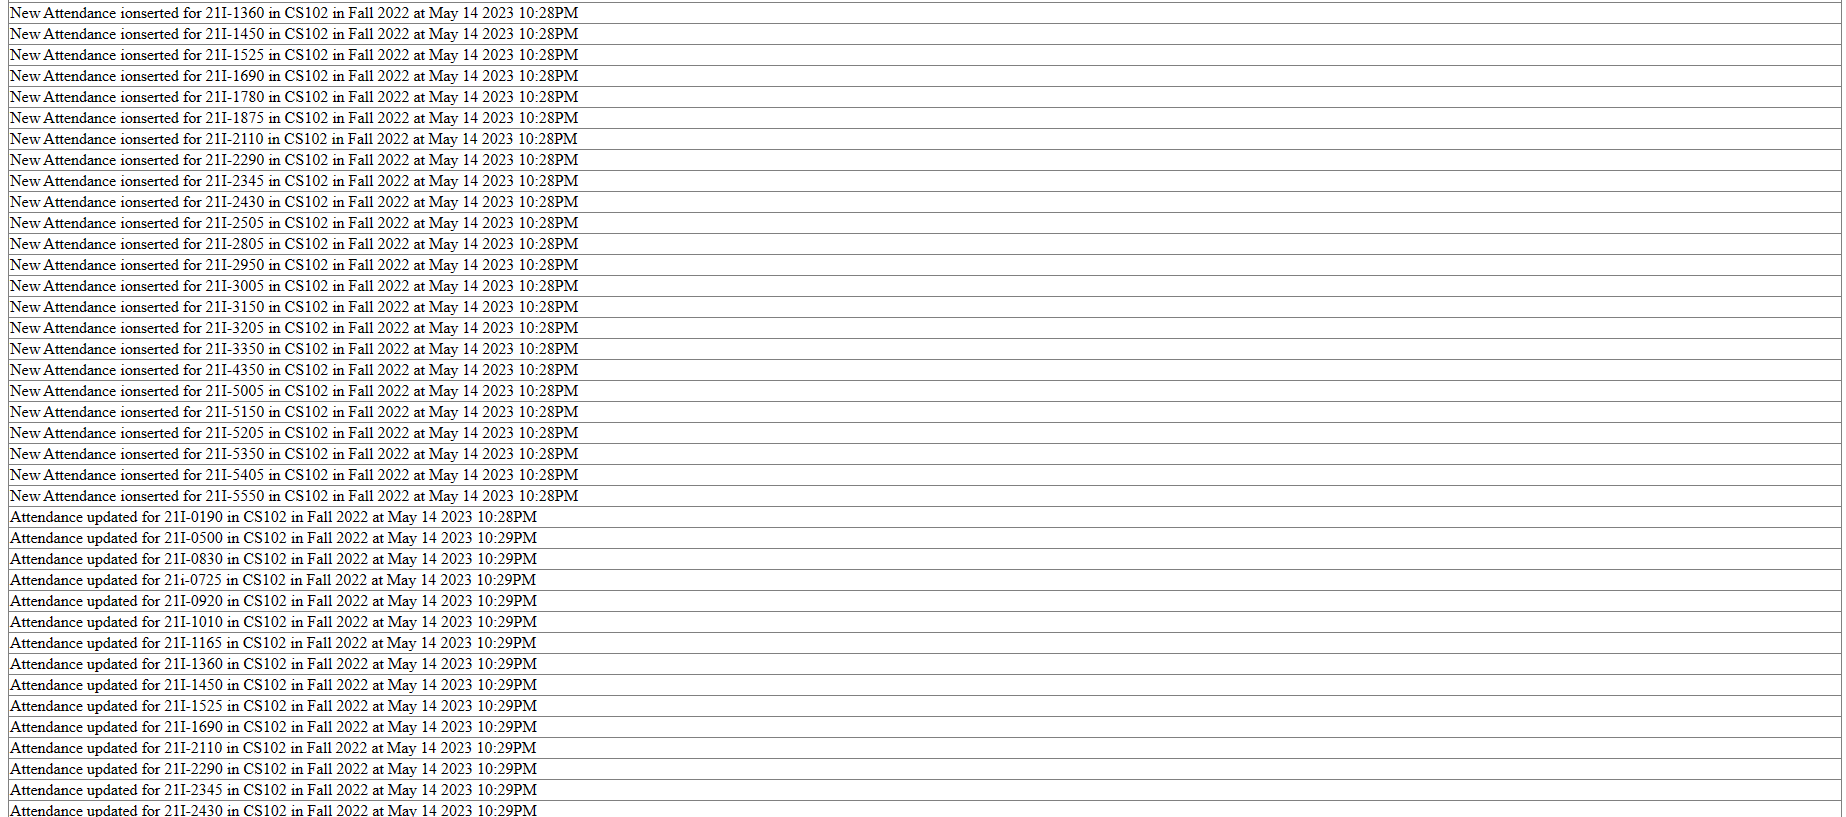 New Attendance ionserted for 21I-1360 in CS102 in Fall 2022 at May 14 2023 10:28PM
New Attendance ionserted for 21I-1450 in CS102 in Fall 2022 at May 14 2023 10:28PM
New Attendance ionserted for 21I-1525 in CS102 in Fall 2022 at May 14 2023 10:28PM
New Attendance ionserted for 21I-1690 in CS102 in Fall 2022 at May 14 2023 10:28PM
New Attendance ionserted for 21I-1780 in CS102 in Fall 2022 at May 14 2023 10:28PM
New Attendance ionserted for 21I-1875 in CS102 in Fall 2022 at May 14 2023 10:28PM
New Attendance ionserted for 21I-2110 in CS102 in Fall 2022 at May 14 2023 10:28PM
New Attendance ionserted for 21I-2290 in CS102 in Fall 2022 at May 14 2023 10:28PM
New Attendance ionserted for 21I-2345 in CS102 in Fall 2022 at May 14 2023 10:28PM
New Attendance ionserted for 21I-2430 in CS102 in Fall 2022 at May 14 2023 10:28PM
New Attendance ionserted for 21I-2505 in CS102 in Fall 2022 at May 14 2023 10:28PM
New Attendance ionserted for 21I-2805 in CS102 in Fall 2022 at May 14 2023 10:28PM
New Attendance ionserted for 21I-2950 in CS102 in Fall 2022 at May 14 2023 10:28PM
New Attendance ionserted for 21I-3005 in CS102 in Fall 2022 at May 14 2023 10:28PM
New Attendance ionserted for 21I-3150 in CS102 in Fall 2022 at May 14 2023 10:28PM
New Attendance ionserted for 21I-3205 in CS102 in Fall 2022 at May 14 2023 10:28PM
New Attendance ionserted for 21I-3350 in CS102 in Fall 2022 at May 14 2023 10:28PM
New Attendance ionserted for 21I-4350 in CS102 in Fall 2022 at May 14 2023 10:28PM
New Attendance ionserted for 21I-5005 in CS102 in Fall 2022 at May 14 2023 10:28PM
New Attendance ionserted for 21I-5150 in CS102 in Fall 2022 at May 14 2023 10:28PM
New Attendance ionserted for 21I-5205 in CS102 in Fall 2022 at May 14 2023 10:28PM
New Attendance ionserted for 21I-5350 in CS102 in Fall 2022 at May 14 2023 10:28PM
New Attendance ionserted for 21I-5405 in CS102 in Fall 2022 at May 14 2023 10:28PM
New Attendance ionserted for 21I-5550 in CS102 in Fall 2022 at May 14 2023 10:28PM
Attendance updated for 21I-0190 in CS102 in Fall 2022 at May 14 2023 10:28PM
Attendance updated for 21I-0500 in CS102 in Fall 2022 at May 14 2023 10:29PM
Attendance updated for 21I-0830 in CS102 in Fall 2022 at May 14 2023 10:29PM
Attendance updated for 21i-0725 in CS102 in Fall 2022 at May 14 2023 10:29PM
Attendance updated for 21I-0920 in CS102 in Fall 2022 at May 14 2023 10:29PM
Attendance updated for 21I-1010 in CS102 in Fall 2022 at May 14 2023 10:29PM
Attendance updated for 21I-1165 in CS102 in Fall 2022 at May 14 2023 10:29PM
Attendance updated for 21I-1360 in CS102 in Fall 2022 at May 14 2023 10:29PM
Attendance updated for 21I-1450 in CS102 in Fall 2022 at May 14 2023 10:29PM
Attendance updated for 21I-1525 in CS102 in Fall 2022 at May 14 2023 10:29PM
Attendance updated for 21I-1690 in CS102 in Fall 2022 at May 14 2023 10:29PM
Attendance updated for 21I-2110 in CS102 in Fall 2022 at May 14 2023 10:29PM
Attendance updated for 21I-2290 in CS102 in Fall 2022 at May 14 2023 10:29PM
Attendance updated for 21I-2345 in CS102 in Fall 2022 at May 14 2023 10:29PM
Attendance updated for 21I-2430 in CS102 in Fall 2022 at May 14 2023 10:29PM